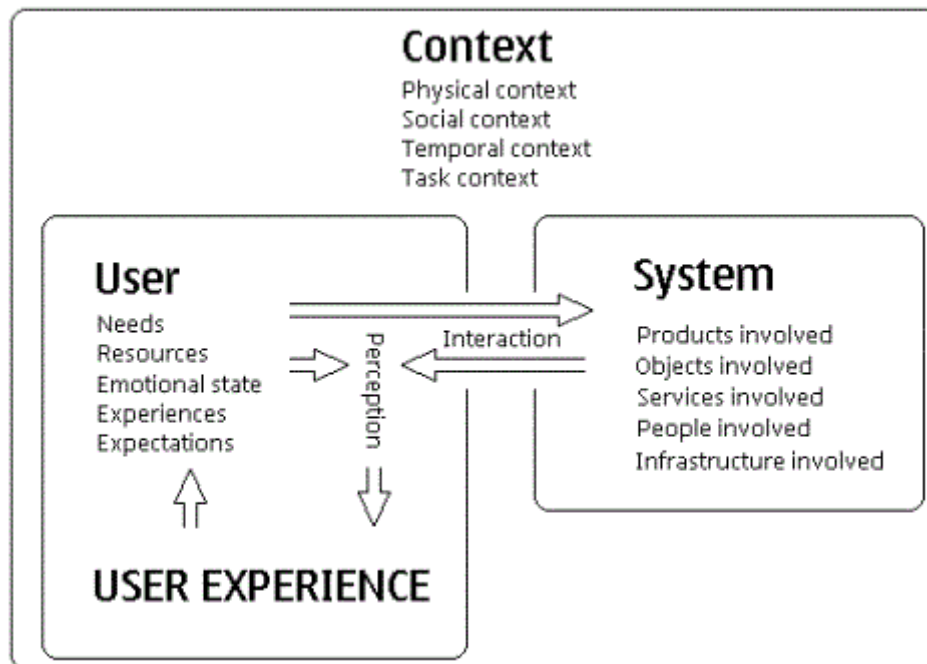 Context
Physical context
Social context
Temporal context
Task context
User
Needs
Resources
Emotional state
Experiences
Expectations
Perception
Interaction
System
Products involved
Objects involved
Services involved
People involved
Infrastructure involved
USER EXPERIENCE